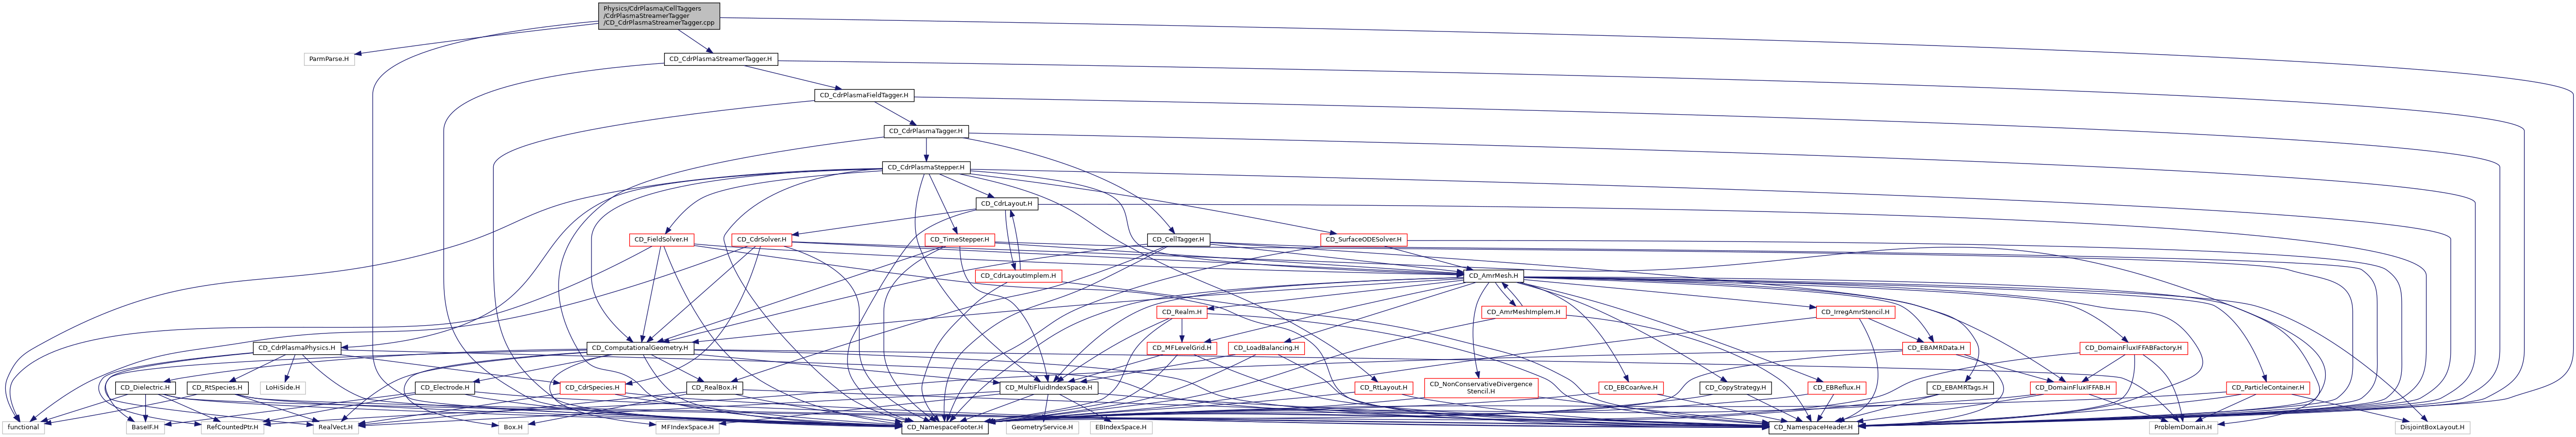 Physics/CdrPlasma/CellTaggers
/CdrPlasmaStreamerTagger
/CD_CdrPlasmaStreamerTagger.cpp
ParmParse.H
CD_CdrPlasmaStreamerTagger.H
CD_CdrPlasmaFieldTagger.H
CD_CdrPlasmaTagger.H
CD_CdrPlasmaStepper.H
CD_CdrLayout.H
CD_FieldSolver.H
CD_CdrSolver.H
CD_TimeStepper.H
CD_CellTagger.H
CD_SurfaceODESolver.H
CD_CdrLayoutImplem.H
CD_AmrMesh.H
CD_Realm.H
CD_AmrMeshImplem.H
CD_IrregAmrStencil.H
CD_CdrPlasmaPhysics.H
CD_ComputationalGeometry.H
CD_MFLevelGrid.H
CD_LoadBalancing.H
CD_EBAMRData.H
CD_DomainFluxIFFABFactory.H
CD_Dielectric.H
CD_RtSpecies.H
LoHiSide.H
CD_Electrode.H
CD_CdrSpecies.H
CD_RealBox.H
CD_MultiFluidIndexSpace.H
CD_RtLayout.H
CD_NonConservativeDivergence
Stencil.H
CD_EBCoarAve.H
CD_CopyStrategy.H
CD_EBReflux.H
CD_EBAMRTags.H
CD_DomainFluxIFFAB.H
CD_ParticleContainer.H
functional
BaseIF.H
RefCountedPtr.H
RealVect.H
Box.H
MFIndexSpace.H
CD_NamespaceFooter.H
GeometryService.H
EBIndexSpace.H
CD_NamespaceHeader.H
ProblemDomain.H
DisjointBoxLayout.H